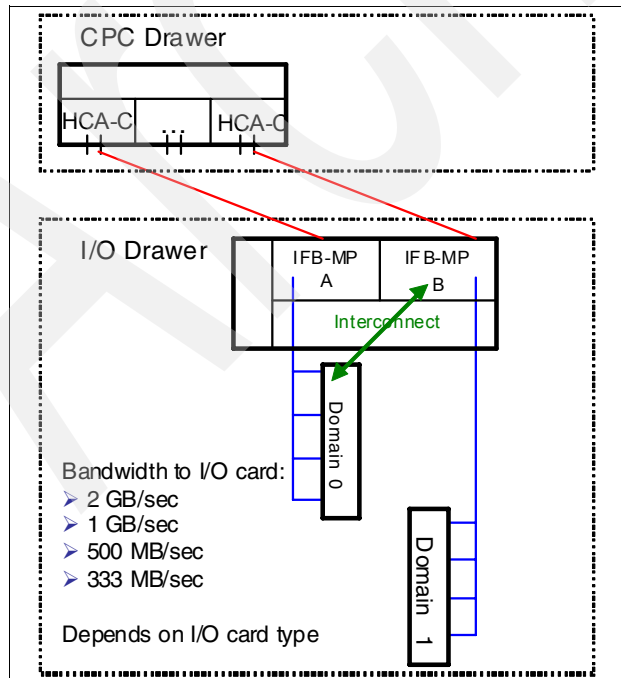 CPC Drawer
HCA-C ... HCA-C
I/O Drawer
IFB-MP A
IFB-MP B
Interconnect
Domain 0
Bandwidth to I/O card:
➢ 2 GB/sec
➢ 1 GB/sec
➢ 500 MB/sec
➢ 333 MB/sec
Depends on I/O card type
Domain 1